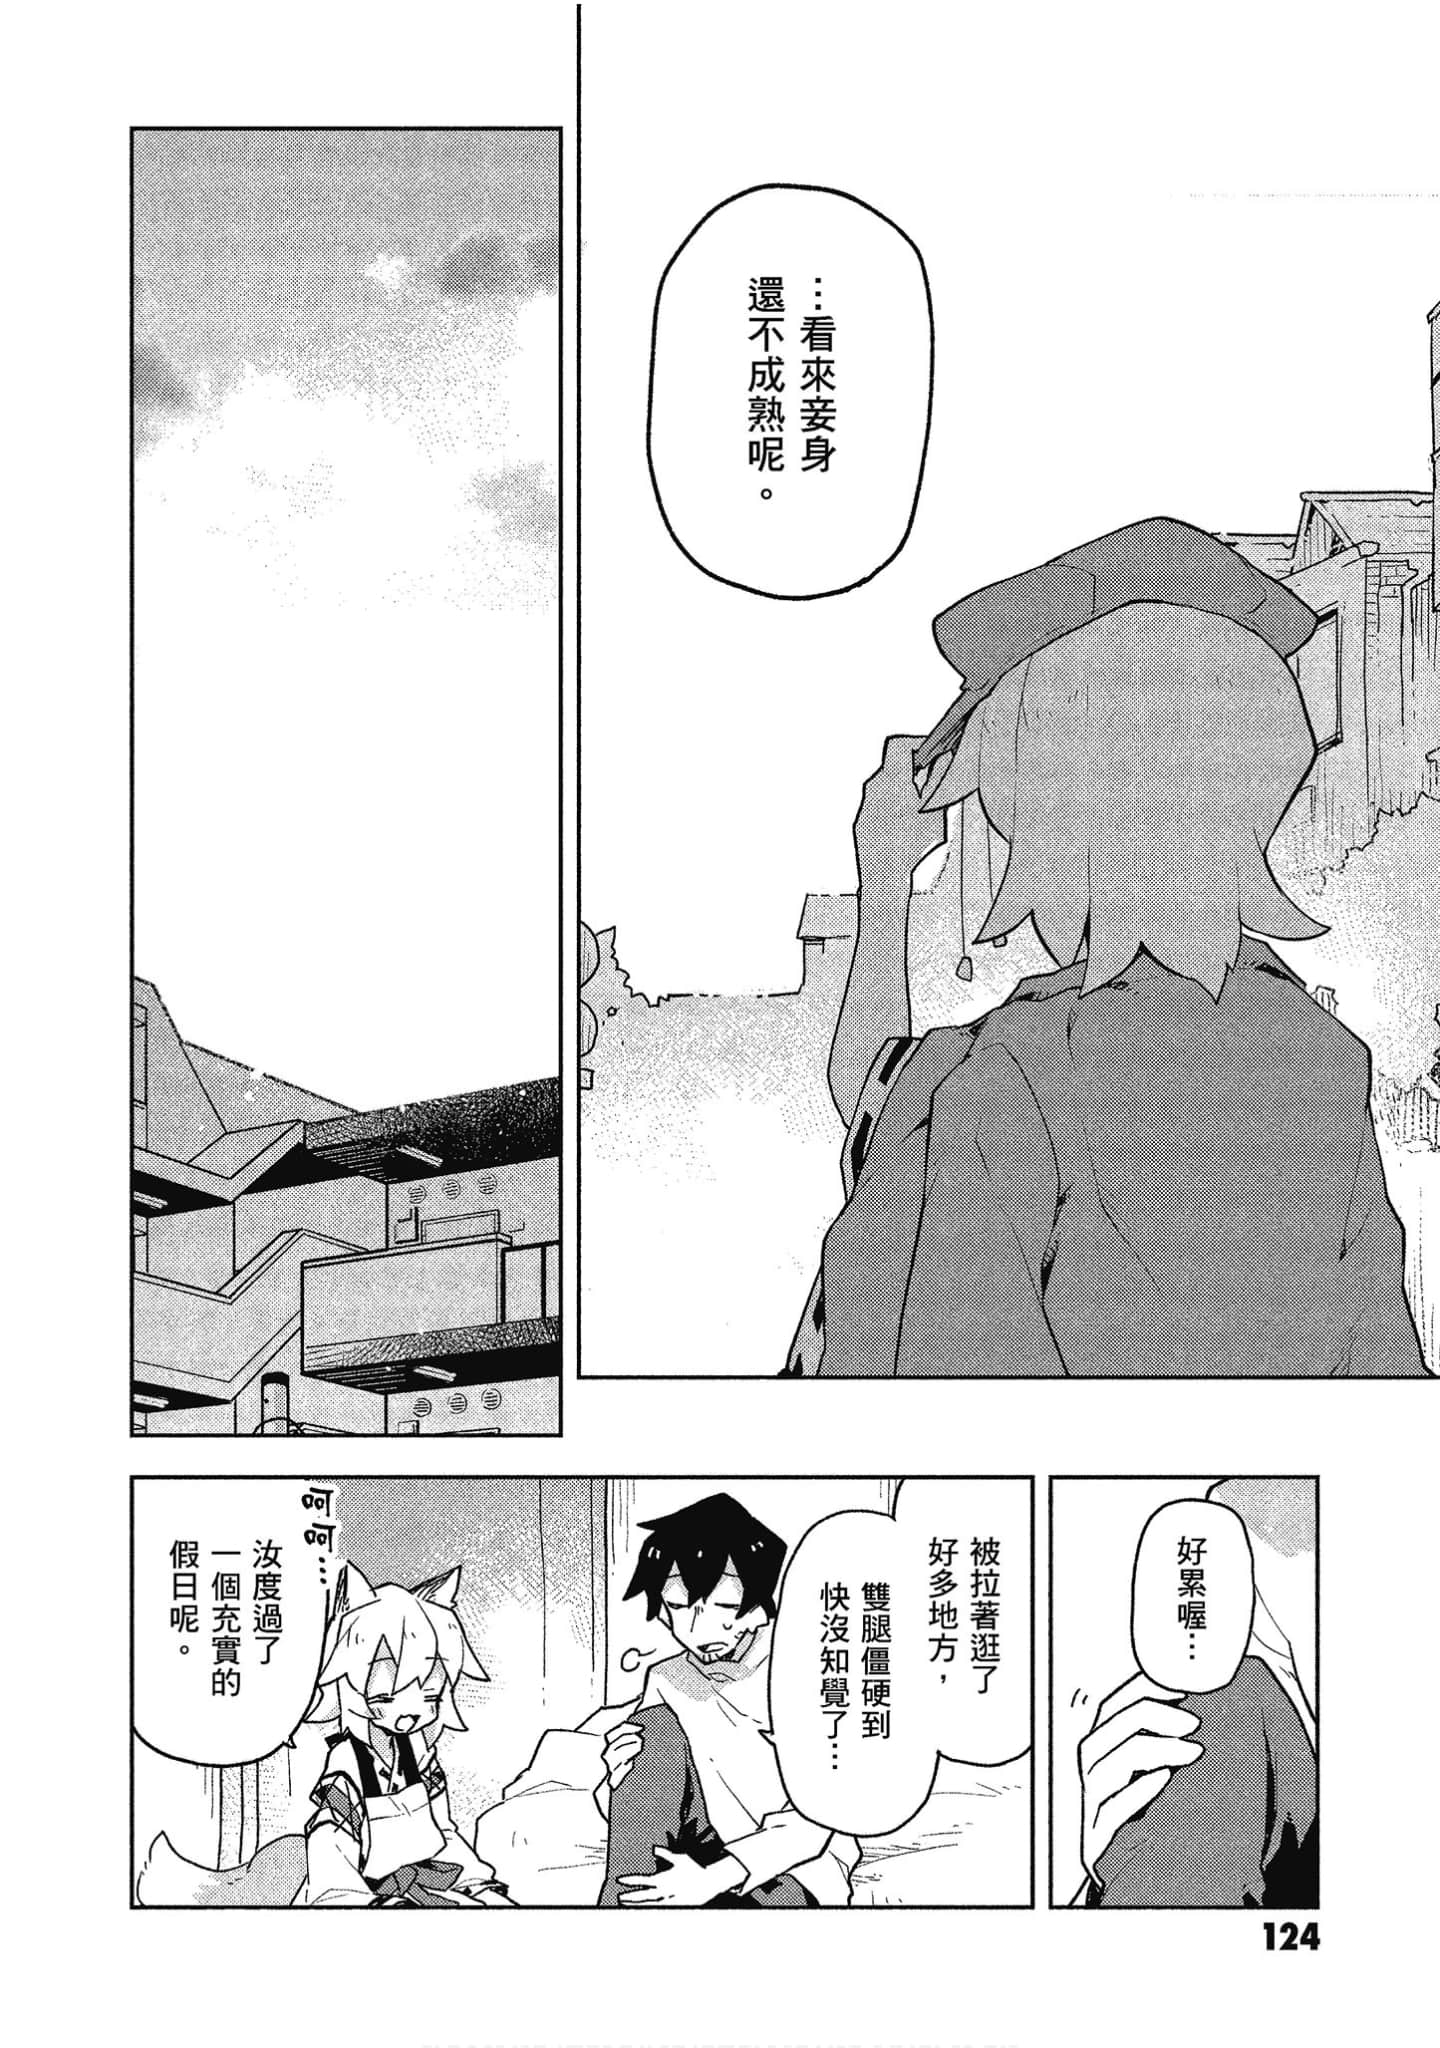 …看來妾身
還不成熟呢。
好累喔…
被拉著逛了
好多地方，
雙腿僵硬到
快沒知覺了…
呵呵…
汝度過了
一個充實的
假日呢。
124